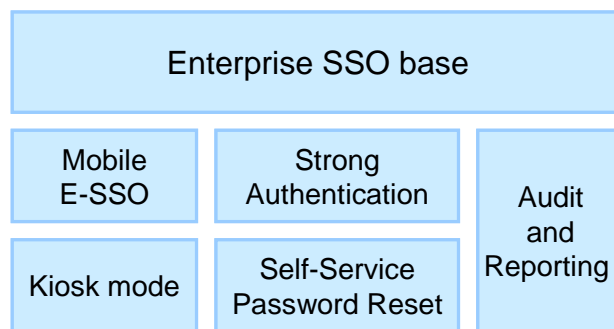 Enterprise SSO base
Mobile
E-SSO
Strong
Authentication
Audit
and
Reporting
Kiosk mode
Self-Service
Password Reset